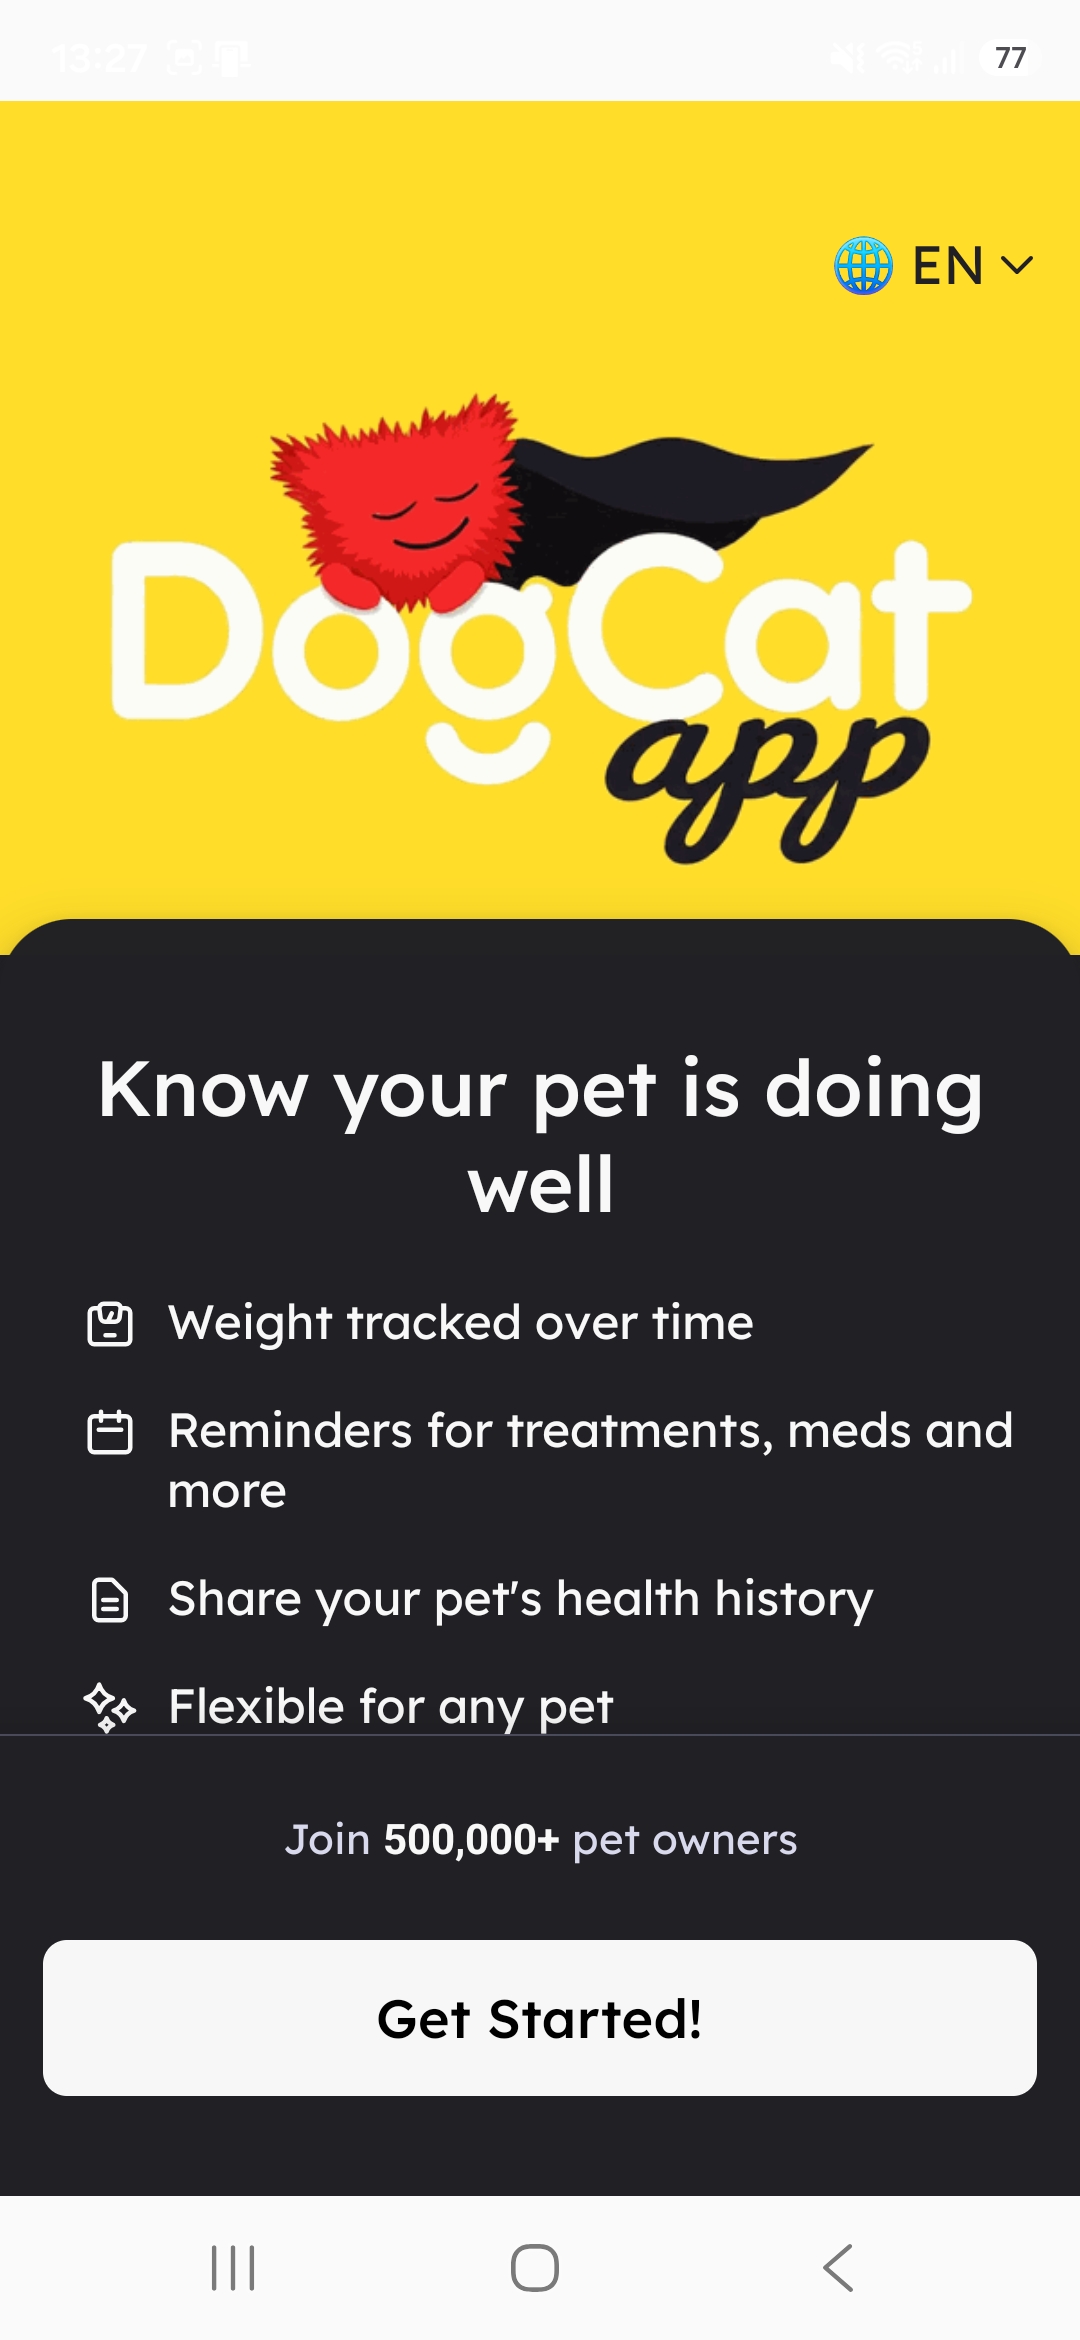 13:27
77
EN
DogCat
app
Know your pet is doing
well
Weight tracked over time
Reminders for treatments, meds and
more
Share your pet's health history
Flexible for any pet
Join 500,000+ pet owners
Get Started!